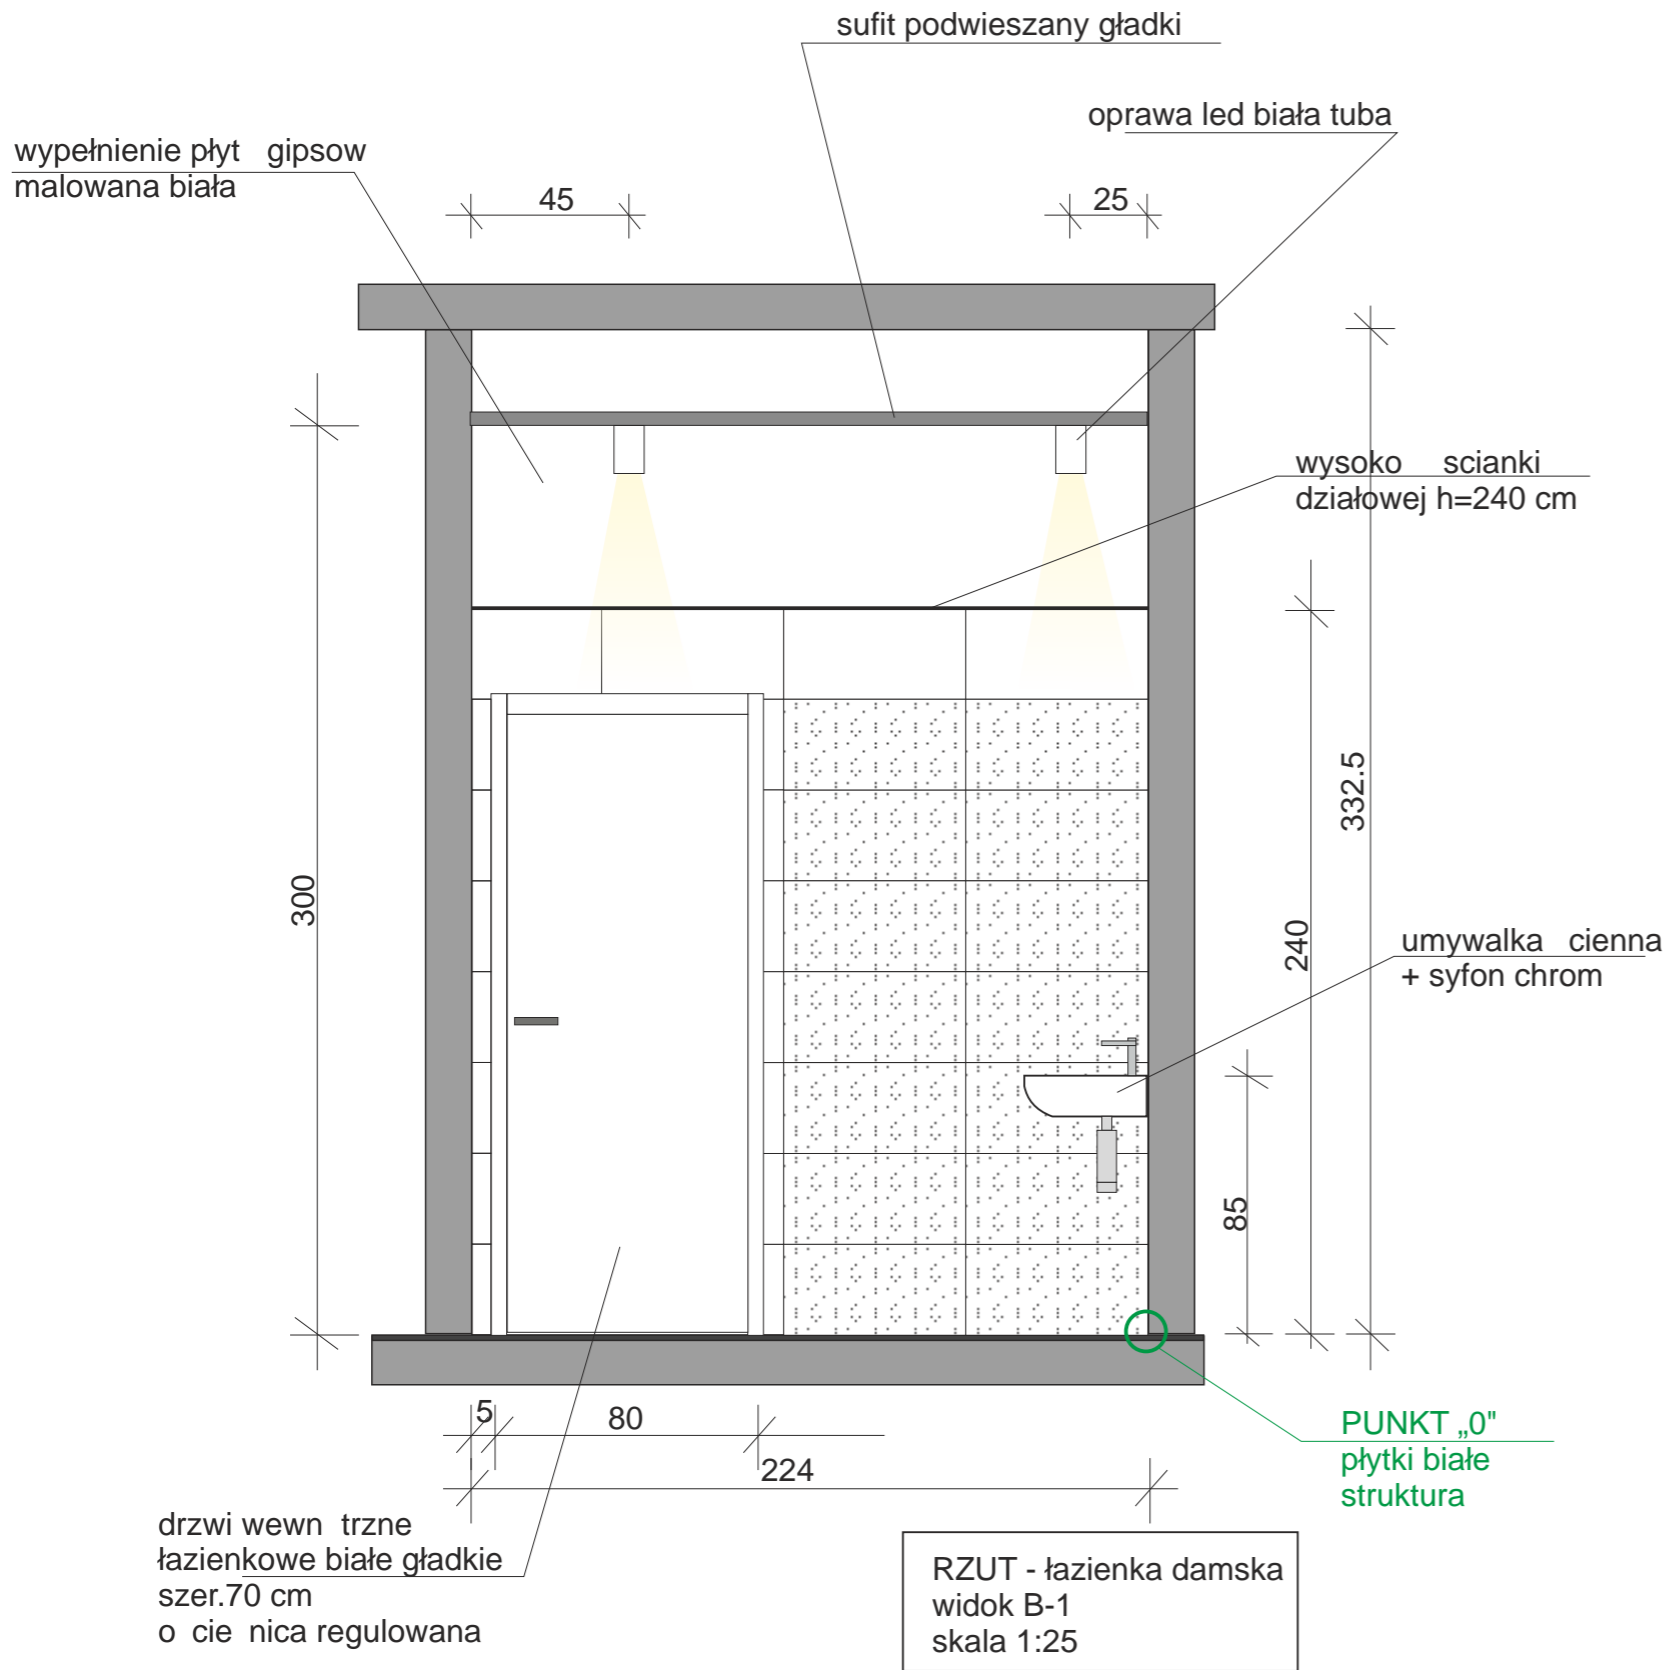 sufit podwieszany gładki
oprawa led biała tuba
wypełnienie płyt gipsow
malowana biała
45
25
wysoko scianki
działowej h=240 cm
332.5
300
240
umywalka cienna
+ syfon chrom
85
5
80
224
PUNKT „0"
płytki białe
struktura
drzwi wewn trzne
łazienkowe białe gładkie
szer.70 cm
o cie nica regulowana
RZUT - łazienka damska
widok B-1
skala 1:25